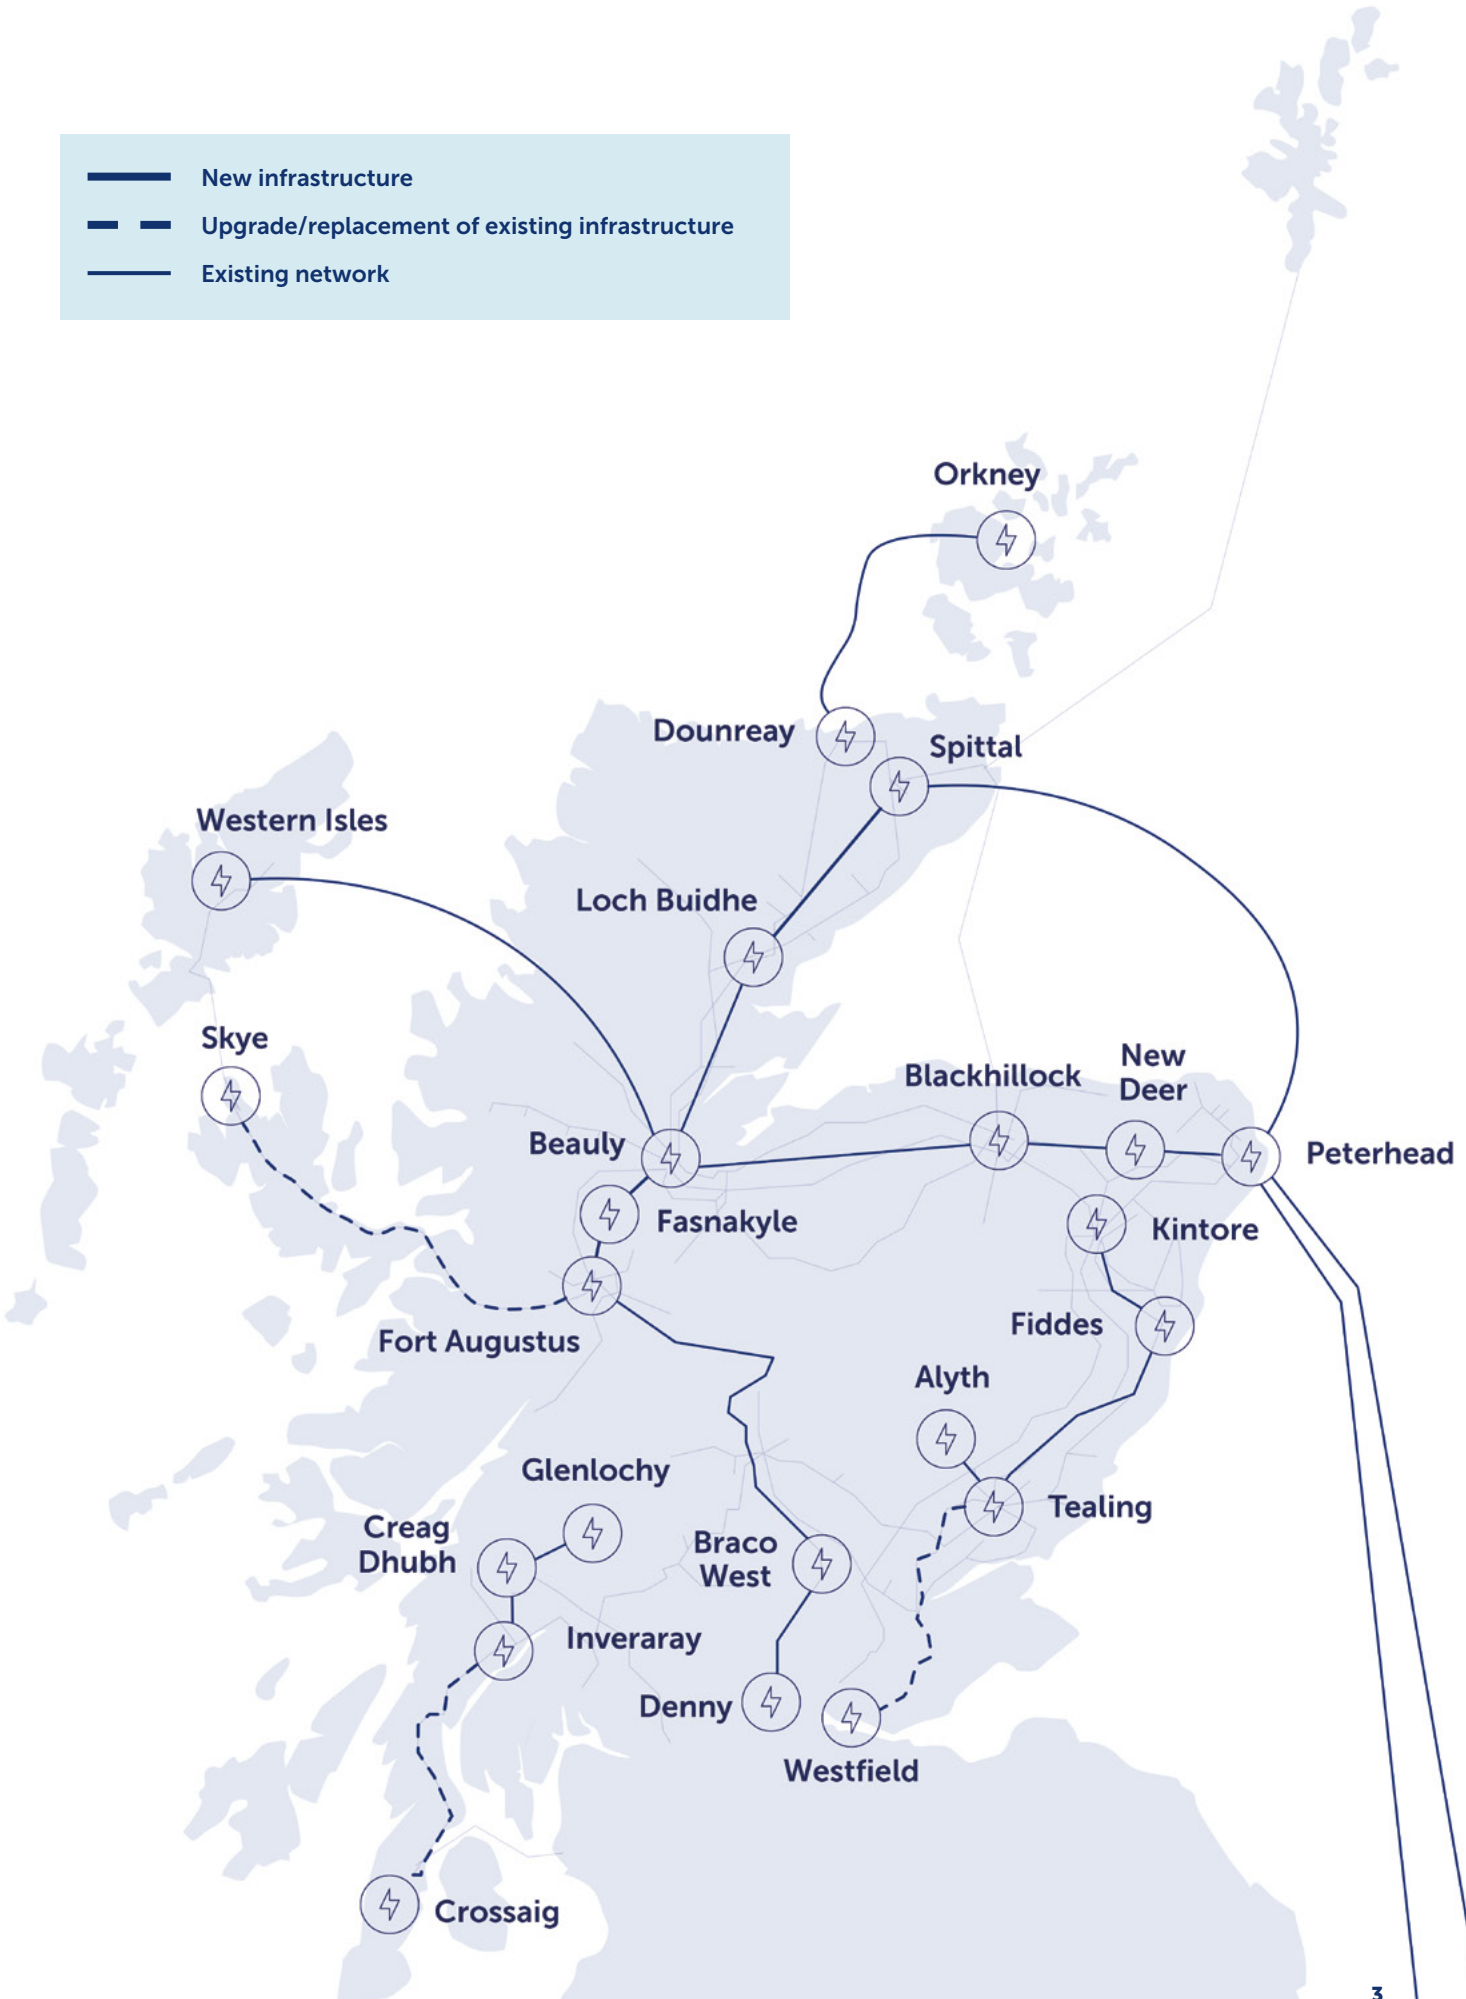 New infrastructure
Upgrade/replacement of existing infrastructure
Existing network
Orkney
Dounreay
Spittal
Western Isles
Loch Buidhe
Skye
Blackhillock
New
Deer
Beauly
Peterhead
Fasnakyle
Kintore
Fort Augustus
Fiddes
Alyth
Glenlochy
Tealing
Creag
Dhubh
Braco
West
Inveraray
Denny
Westfield
Crossaig
3